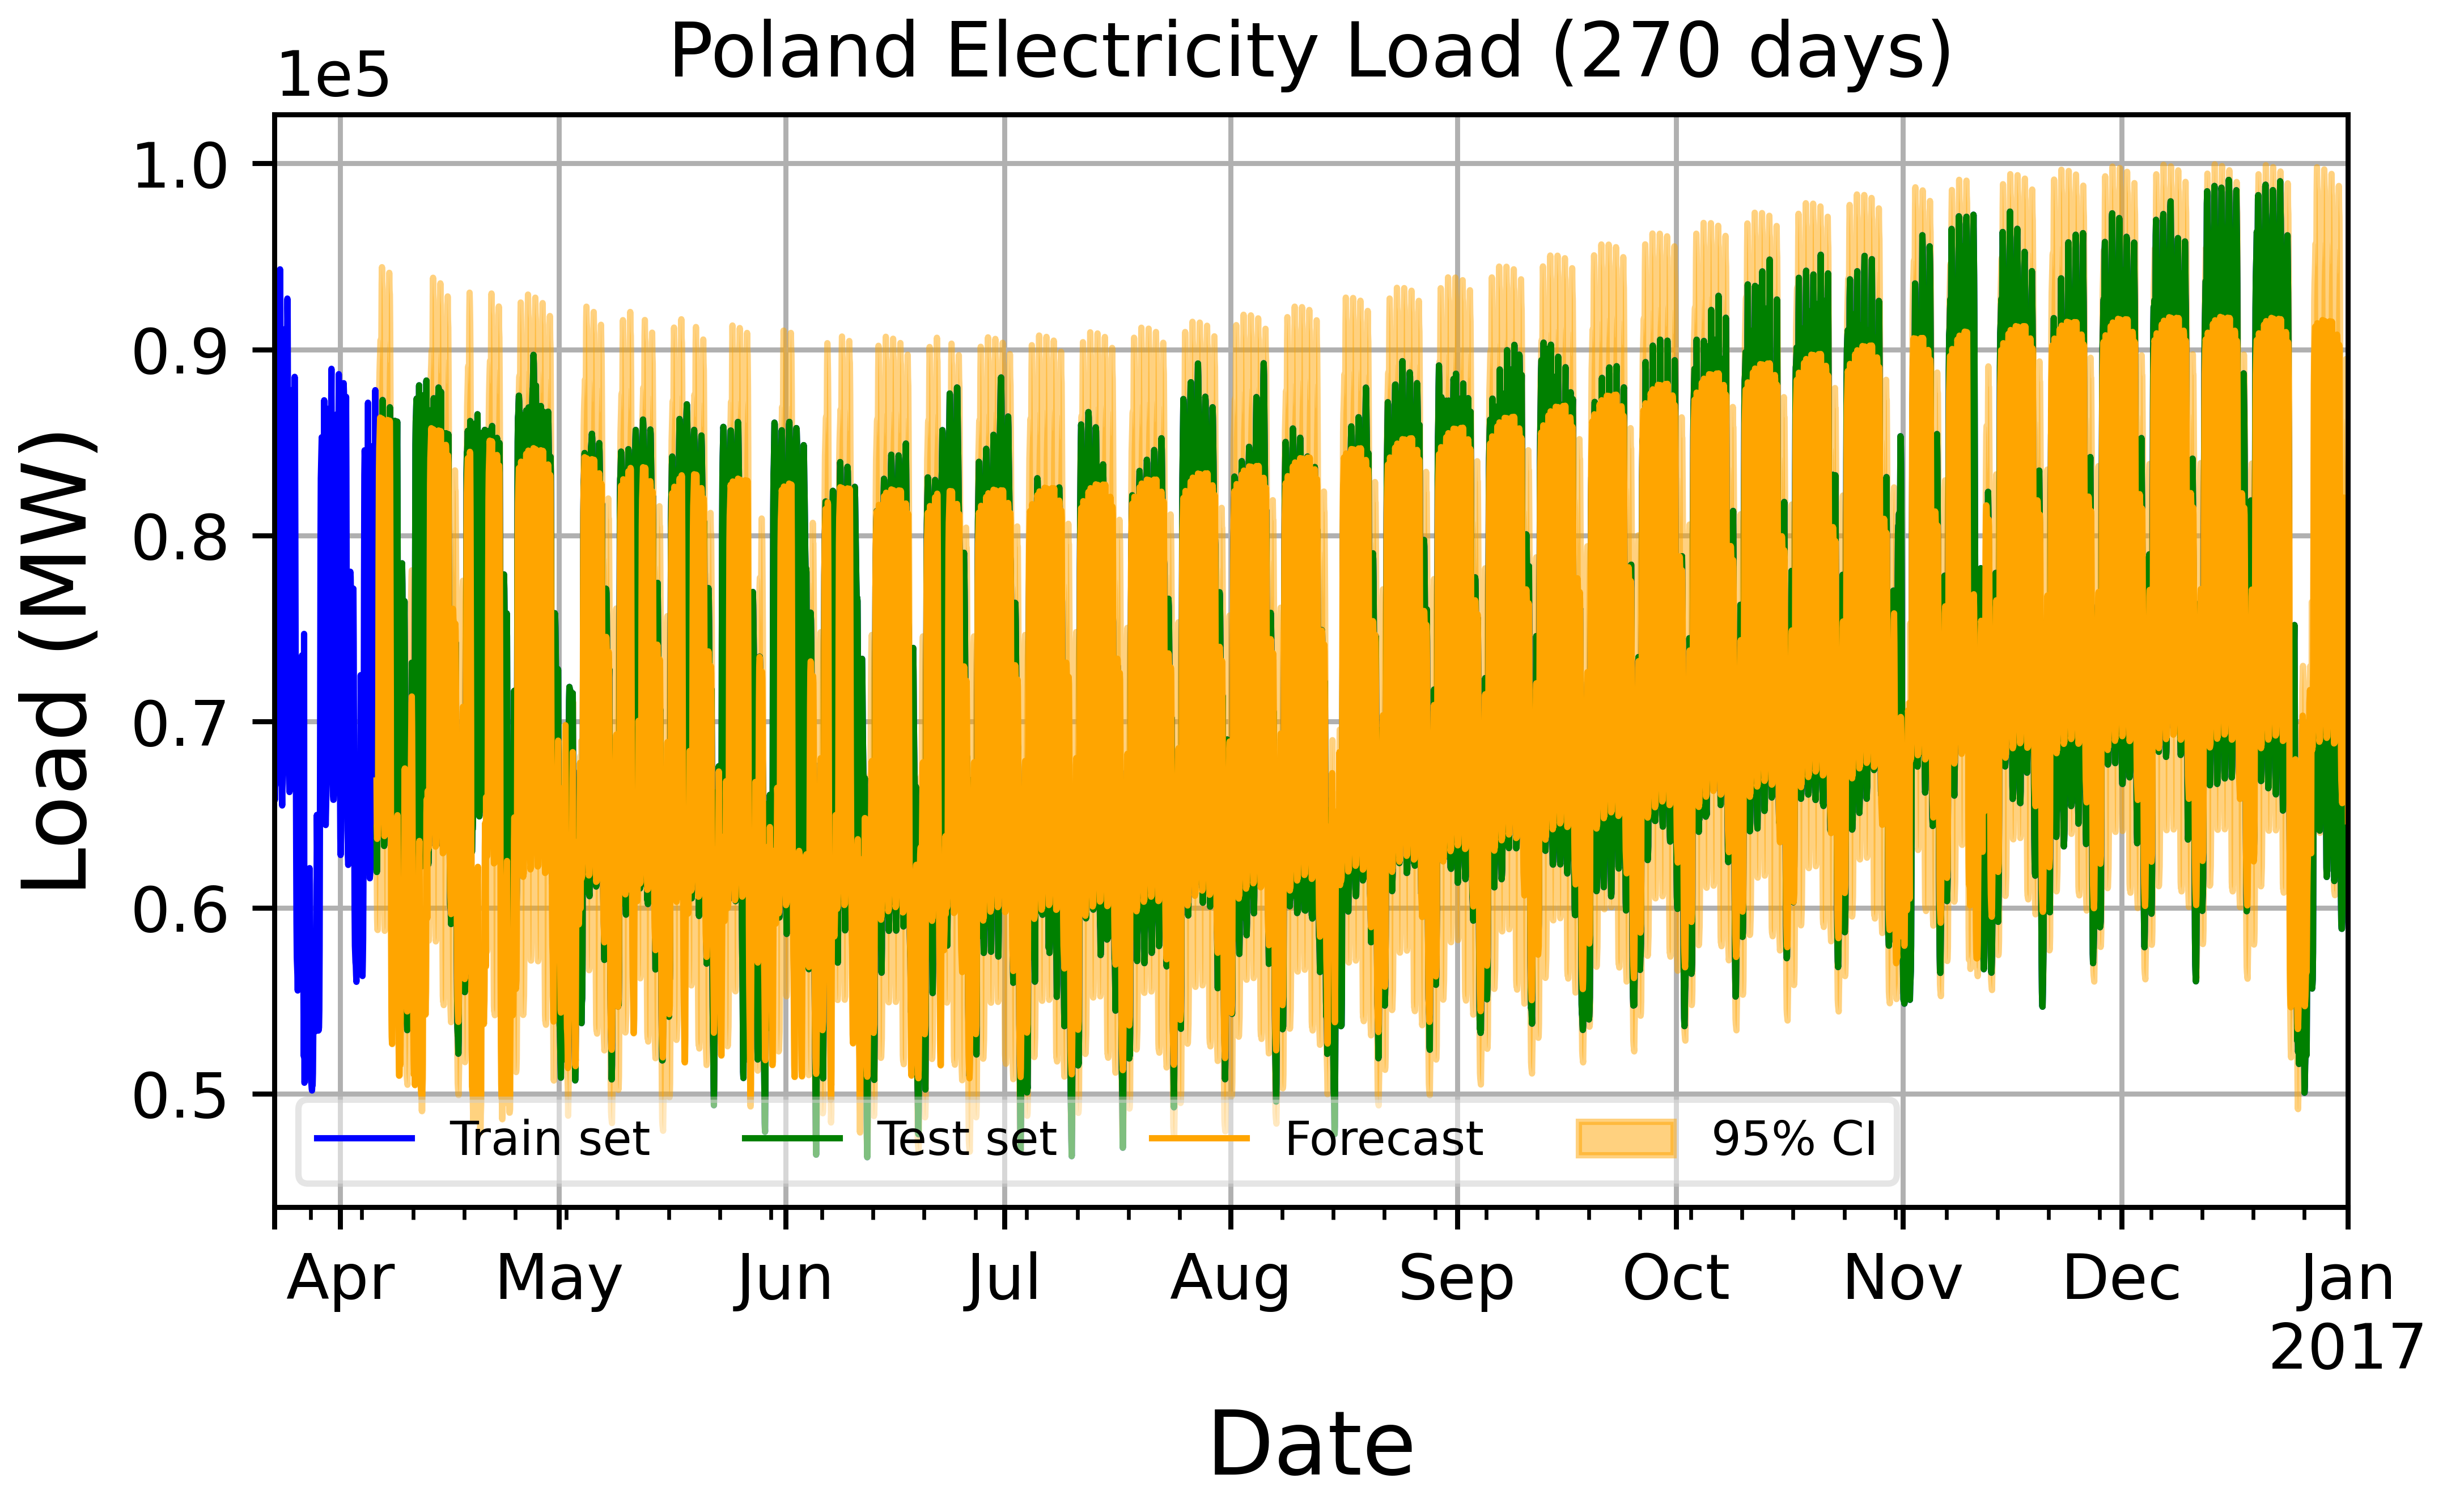 Poland Electricity Load (270 days)
1e5
1.0
0.9
0.8
0.7
0.6
0.5
Load (MW)
Train set
Test set
Forecast
95% CI
Apr
May
Jun
Jul
Aug
Sep
Oct
Nov
Dec
Jan
2017
Date